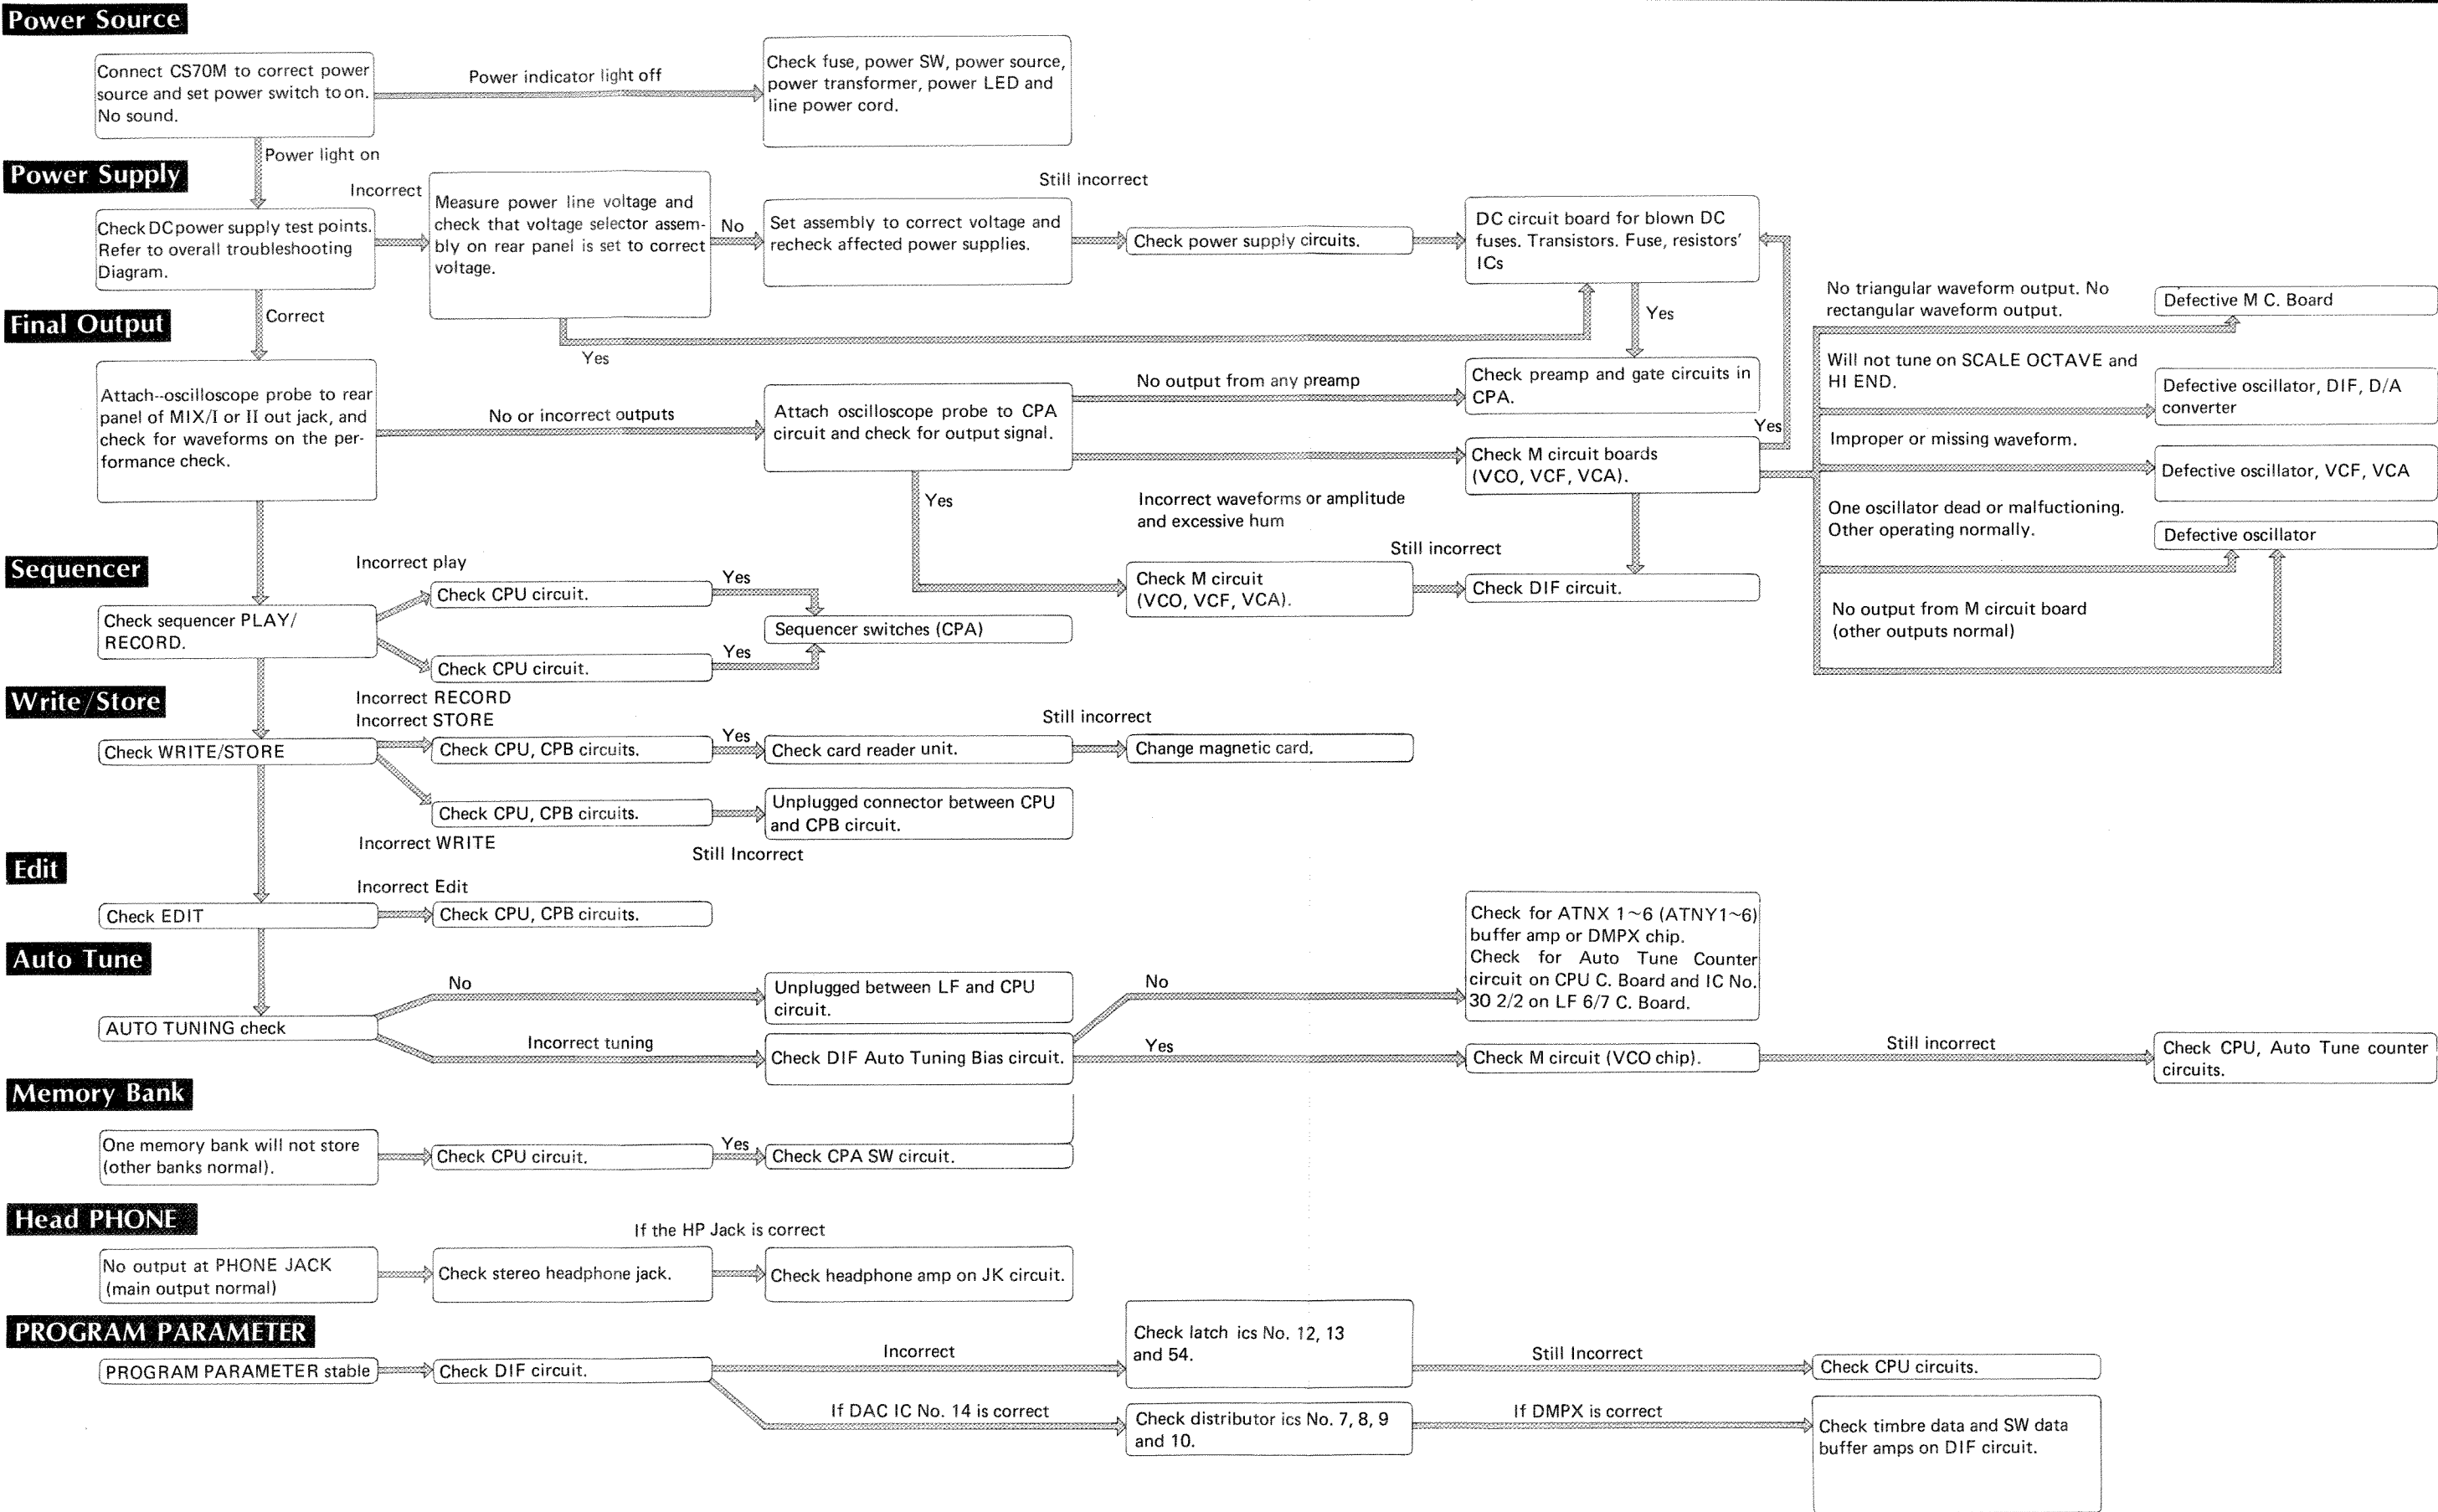 Power Source
Connect CS70M to correct power
source and set power switch to on.
No sound.
Power indicator light off
Check fuse, power SW, power source,
power transformer, power LED and
line power cord.
Power light on
Power Supply
Check DC power supply test points.
Refer to overall troubleshooting
Diagram.
Incorrect
Measure power line voltage and
check that voltage selector assem-
bly on rear panel is set to correct
voltage.
No
Set assembly to correct voltage and
recheck affected power supplies.
Still incorrect
Check power supply circuits.
DC circuit board for blown DC
fuses. Transistors. Fuse, resistors'
ICs
Correct
Yes
Yes
Final Output
Attach--oscilloscope probe to rear
panel of MIX/I or II out jack, and
check for waveforms on the per-
formance check.
No or incorrect outputs
Attach oscilloscope probe to CPA
circuit and check for output signal.
No output from any preamp
Check preamp and gate circuits in
CPA.
Yes
Check M circuit boards
(VCO, VCF, VCA).
Yes
Incorrect waveforms or amplitude
and excessive hum
Check M circuit
(VCO, VCF, VCA).
Still incorrect
Check DIF circuit.
No triangular waveform output. No
rectangular waveform output.
Defective M C. Board
Will not tune on SCALE OCTAVE and
HI END.
Defective oscillator, DIF, D/A
converter
Improper or missing waveform.
Defective oscillator, VCF, VCA
One oscillator dead or malfuctioning.
Other operating normally.
Defective oscillator
No output from M circuit board
(other outputs normal)
Sequencer
Check sequencer PLAY/
RECORD.
Incorrect play
Check CPU circuit.
Yes
Sequencer switches (CPA)
Check CPU circuit.
Yes
Incorrect RECORD
Write/Store
Incorrect STORE
Check WRITE/STORE
Check CPU, CPB circuits.
Yes
Check card reader unit.
Still incorrect
Change magnetic card.
Check CPU, CPB circuits.
Unplugged connector between CPU
and CPB circuit.
Incorrect WRITE
Still Incorrect
Edit
Incorrect Edit
Check EDIT
Check CPU, CPB circuits.
Auto Tune
AUTO TUNING check
No
Unplugged between LF and CPU
circuit.
Incorrect tuning
Check DIF Auto Tuning Bias circuit.
No
Check for ATNX 1~6 (ATNY1~6)
buffer amp or DMPX chip.
Check for Auto Tune Counter
circuit on CPU C. Board and IC No.
30 2/2 on LF 6/7 C. Board.
Yes
Check M circuit (VCO chip).
Still incorrect
Check CPU, Auto Tune counter
circuits.
Memory Bank
One memory bank will not store
(other banks normal).
Check CPU circuit.
Yes
Check CPA SW circuit.
Head PHONE
No output at PHONE JACK
(main output normal)
Check stereo headphone jack.
If the HP Jack is correct
Check headphone amp on JK circuit.
PROGRAM PARAMETER
PROGRAM PARAMETER stable
Check DIF circuit.
Incorrect
Check latch ics No. 12, 13
and 54.
Still Incorrect
Check CPU circuits.
If DAC IC No. 14 is correct
Check distributor ics No. 7, 8, 9
and 10.
If DMPX is correct
Check timbre data and SW data
buffer amps on DIF circuit.